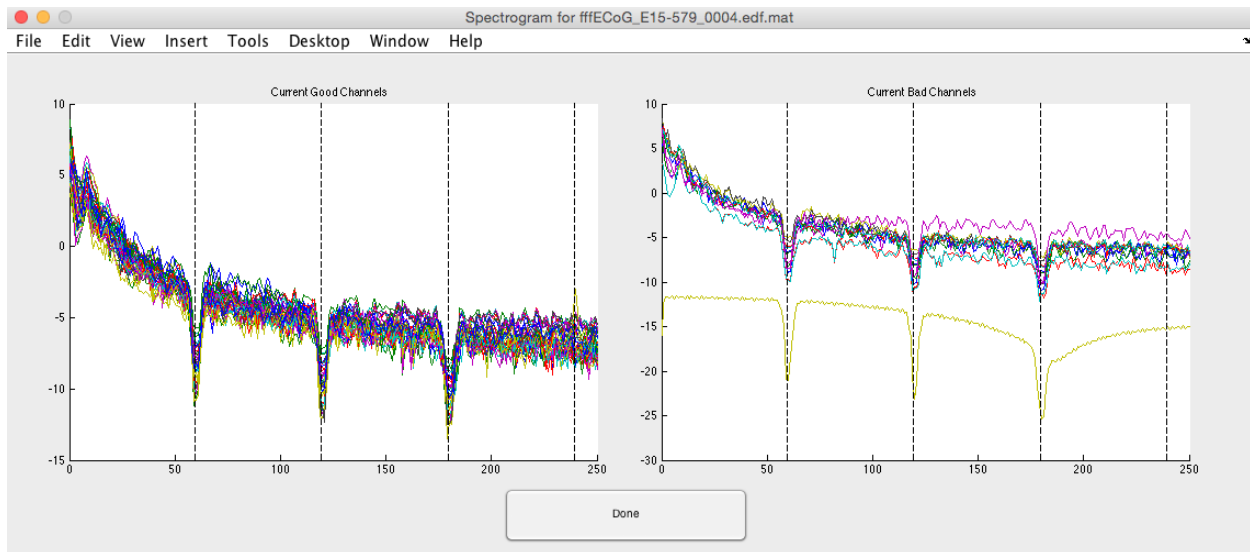 Spectrogram for fffECoG_E15-579_0004.edf.mat
File Edit View Insert Tools Desktop Window Help
Current Good Channels
10
5
0
-5
-10
-15
0 50 100 150 200 250
Current Bad Channels
10
5
0
-5
-10
-15
-20
-25
-30
0 50 100 150 200 250
Done